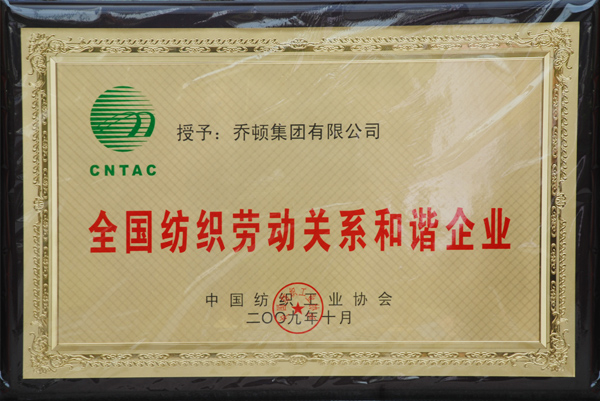 CNTAC
授予：乔顿集团有限公司
全国纺织劳动关系和谐企业
中国纺织工业协会
二〇〇九年十月